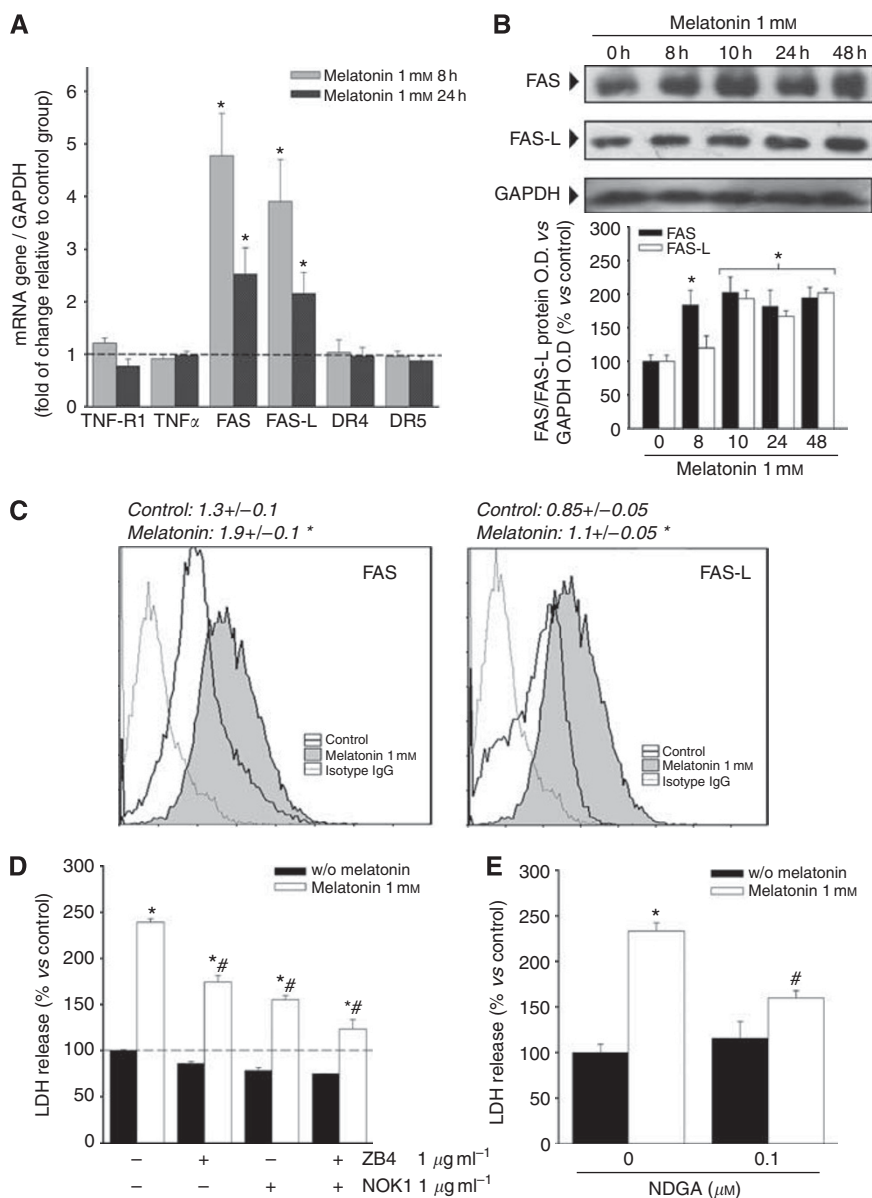 A
mRNA gene / GAPDH
(fold of change relative to control group)
6
5
4
3
2
1
0
Melatonin 1 mM 8 h
Melatonin 1 mM 24 h
*
*
*
*
TNF-R1 TNFα FAS FAS-L DR4 DR5
B
Melatonin 1 mM
0 h 8 h 10 h 24 h 48 h
FAS
FAS-L
GAPDH
FAS/FAS-L protein O.D. vs
GAPDH O.D (% vs control)
300
250
200
150
100
50
0
FAS
FAS-L
*
*
0 8 10 24 48
Melatonin 1 mM
C
Control: 1.3+/−0.1
Melatonin: 1.9+/−0.1 *
FAS
Control
Melatonin 1 mM
Isotype IgG
Control: 0.85+/−0.05
Melatonin: 1.1+/−0.05 *
FAS-L
Control
Melatonin 1 mM
Isotype IgG
D
LDH release (% vs control)
300
250
200
150
100
50
0
w/o melatonin
Melatonin 1 mM
*
*#
*#
*#
− + − + ZB4 1 μg ml−1
− − + + NOK1 1 μg ml−1
E
LDH release (% vs control)
300
250
200
150
100
50
0
w/o melatonin
Melatonin 1 mM
*
#
0 0.1
NDGA (μM)